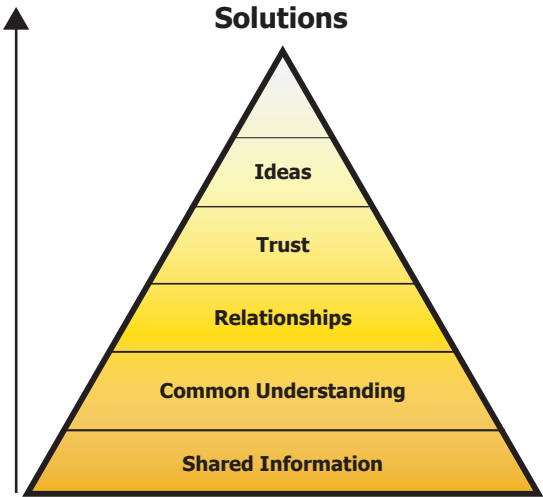 Solutions
Ideas
Trust
Relationships
Common Understanding
Shared Information